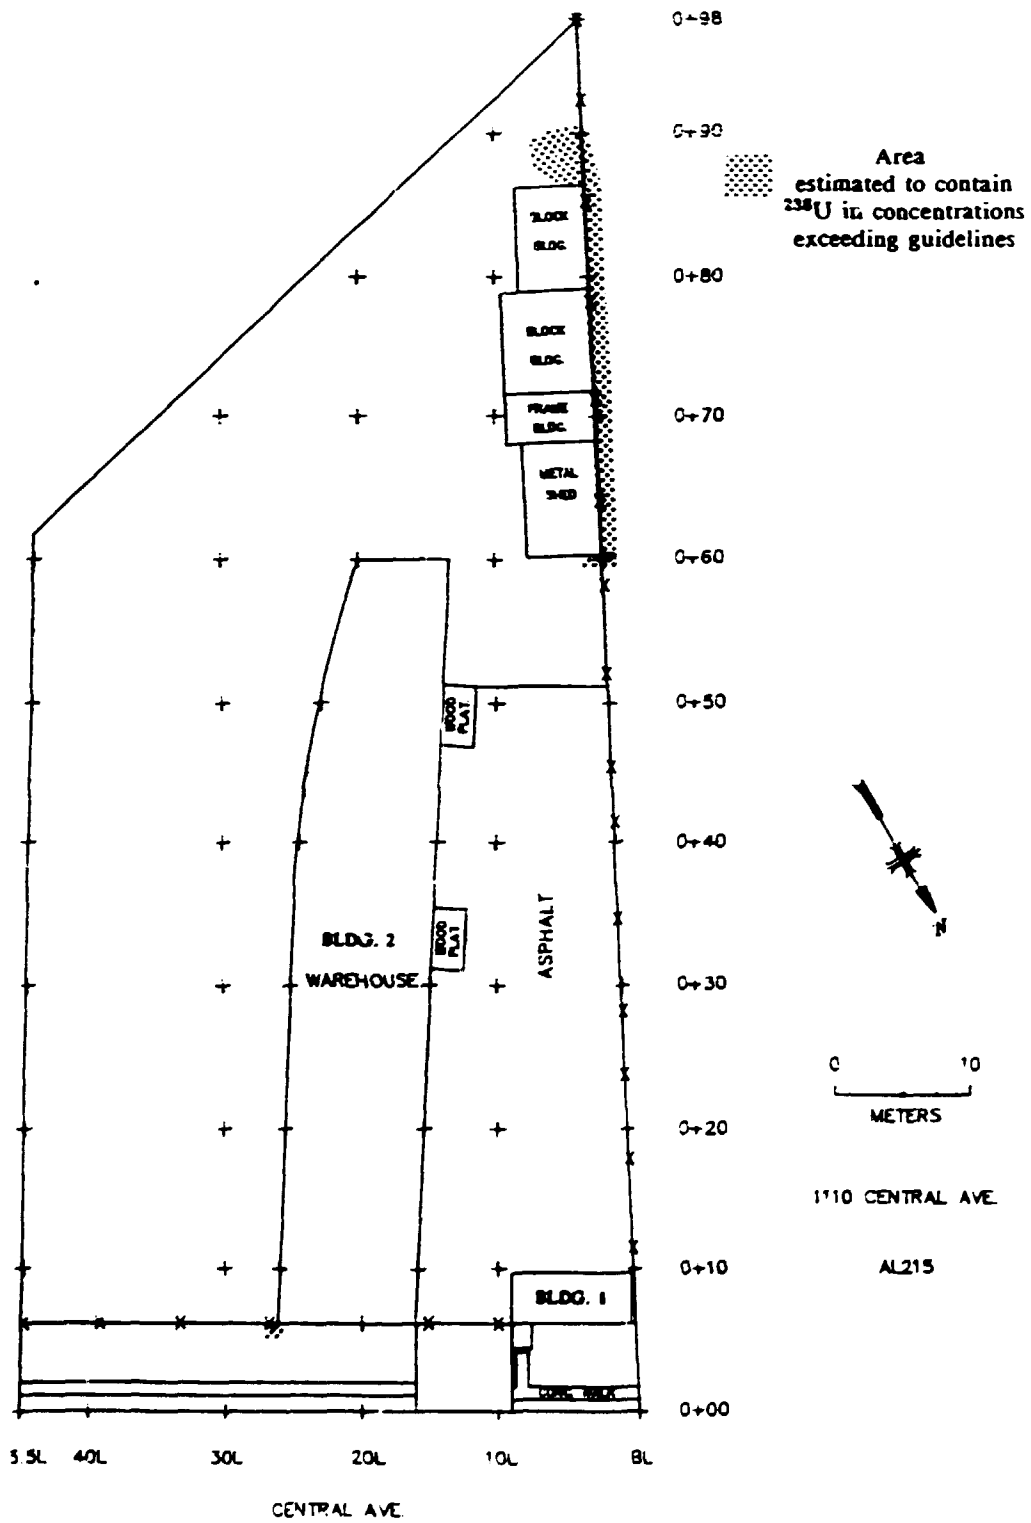 0+98
0+90
Area
estimated to contain
²³⁸U in concentrations
exceeding guidelines
BLOCK
BLDG.
0+80
BLOCK
BLDG.
0+70
FRAME
BLDG.
METAL
SHED
0+60
0+50
WOOD
PLAT.
0+40
WOOD
PLAT
ASPHALT
BLDG. 2
WAREHOUSE
0+30
N
0 10
METERS
0+20
1710 CENTRAL AVE.
AL215
0+10
BLDG. 1
CONC. WALK
0+00
40L 30L 20L 10L BL
CENTRAL AVE.